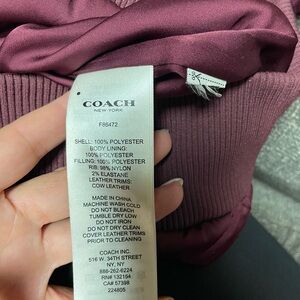 COACH
NEW YORK
F86472
SHELL: 100% POLYESTER
BODY LINING:
100% POLYESTER
FILLING: 100% POLYESTER
RIB: 98% NYLON
2% ELASTANE
LEATHER TRIMS:
COW LEATHER
MADE IN CHINA
MACHINE WASH COLD
DO NOT BLEACH
TUMBLE DRY LOW
DO NOT IRON
DO NOT DRY CLEAN
COVER LEATHER TRIMS
PRIOR TO CLEANING
COACH INC.
516 W. 34TH STREET
NY, NY
888-262-6224
RN# 132154
CA# 57398
224805